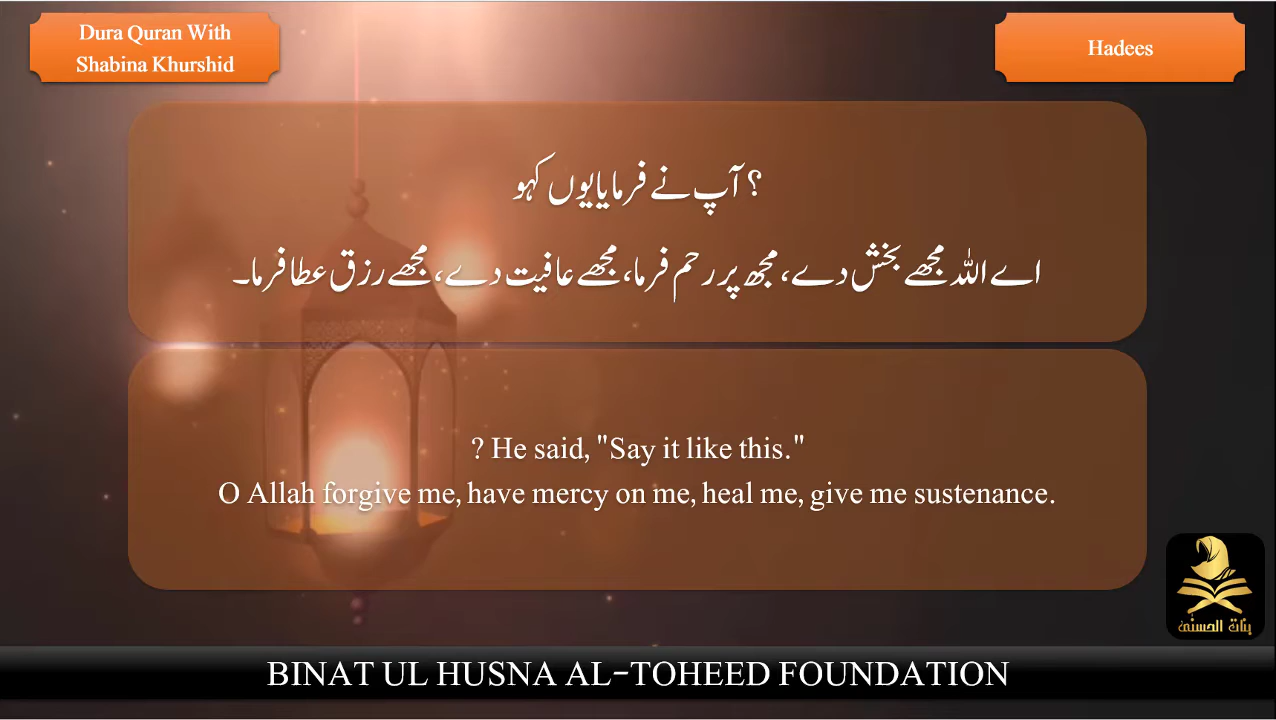 Dura Quran With
Shabina Khurshid
Hadees
؟ آپ نے فرمایا یوں کہو
اے اللہ مجھے بخش دے، مجھ پر رحم فرما، مجھے عافیت دے، مجھے رزق عطا فرما۔
? He said, "Say it like this."
O Allah forgive me, have mercy on me, heal me, give me sustenance.
بنات الحسنیٰ
BINAT UL HUSNA AL-TOHEED FOUNDATION